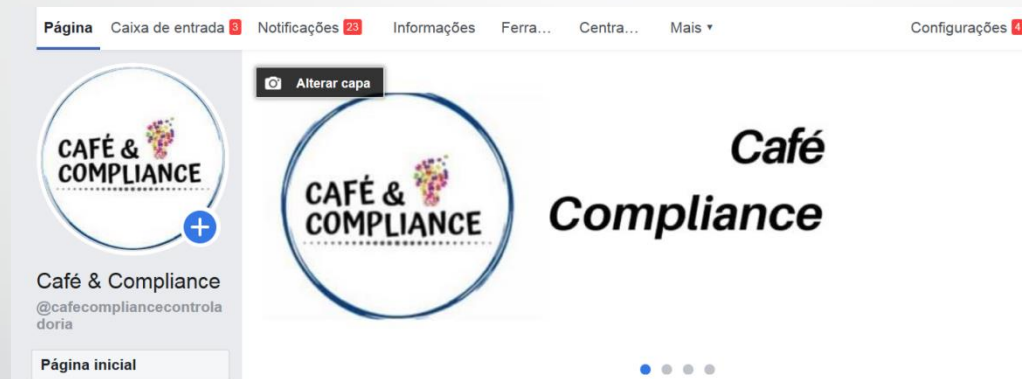 Página Caixa de entrada 3 Notificações 23 Informações Ferra... Centra... Mais Configurações 4
Alterar capa
CAFÉ &
COMPLIANCE
Café & Compliance
@cafecompliancecontrola
doria
Página inicial
CAFÉ &
COMPLIANCE
Café
Compliance